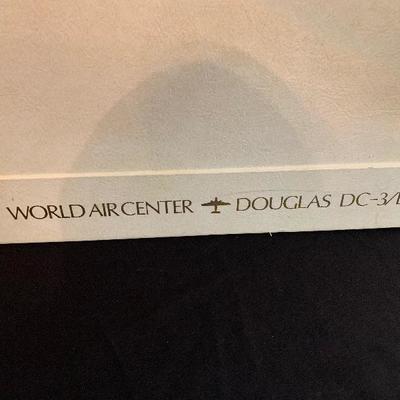 WORLD AIR CENTER DOUGLAS DC-3/